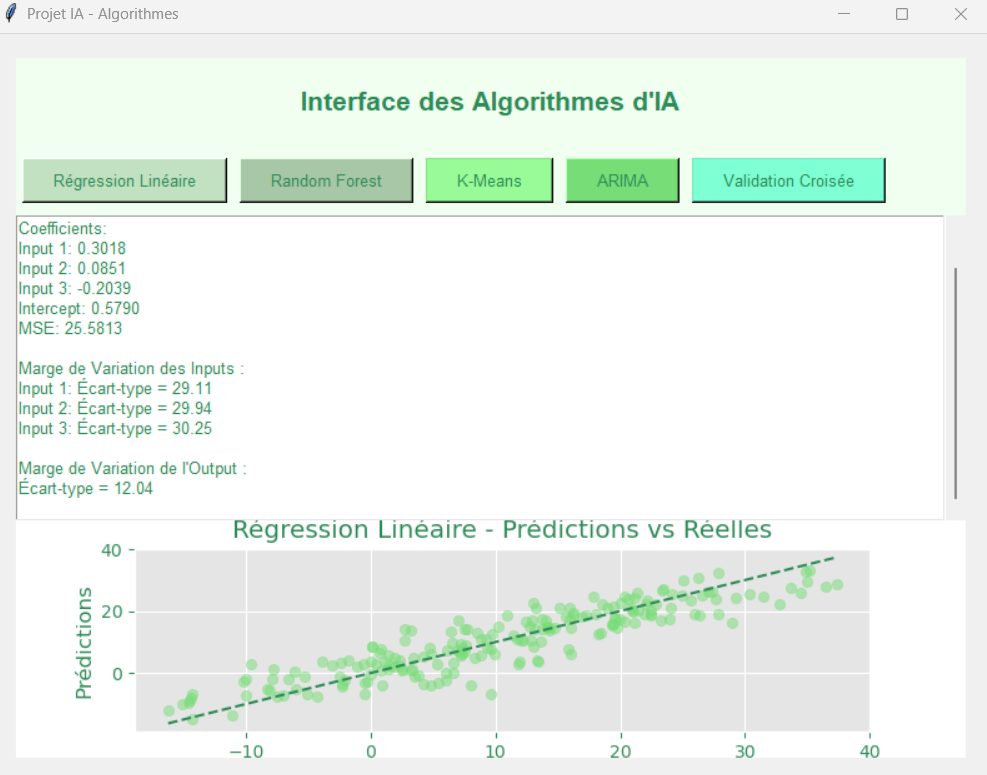 Projet IA - Algorithmes
Interface des Algorithmes d'IA
Régression Linéaire
Random Forest
K-Means
ARIMA
Validation Croisée
Coefficients:
Input 1: 0.3018
Input 2: 0.0851
Input 3: -0.2039
Intercept: 0.5790
MSE: 25.5813
Marge de Variation des Inputs :
Input 1: Écart-type = 29.11
Input 2: Écart-type = 29.94
Input 3: Écart-type = 30.25
Marge de Variation de l'Output :
Écart-type = 12.04
Régression Linéaire - Prédictions vs Réelles
Prédictions
40
20
0
−10 0 10 20 30 40